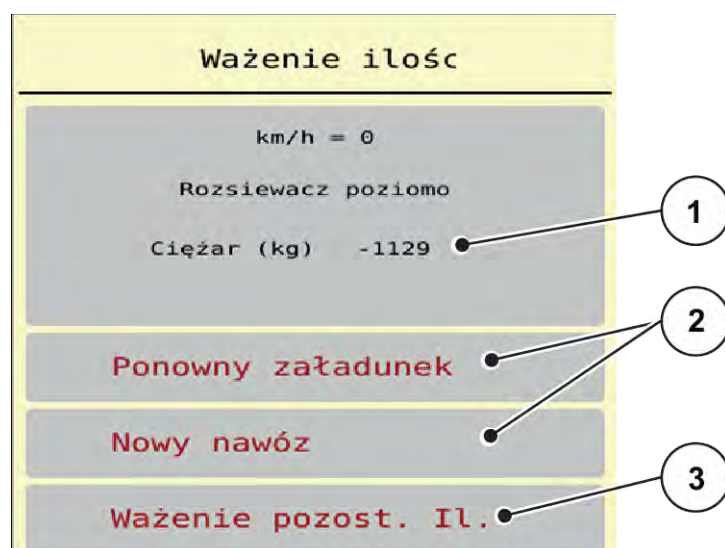 Ważenie ilośc
km/h = 0
Rozsiewacz poziomo
Ciężar (kg) -1129
1
2
Ponowny załadunek
Nowy nawóz
3
Ważenie pozost. Il.